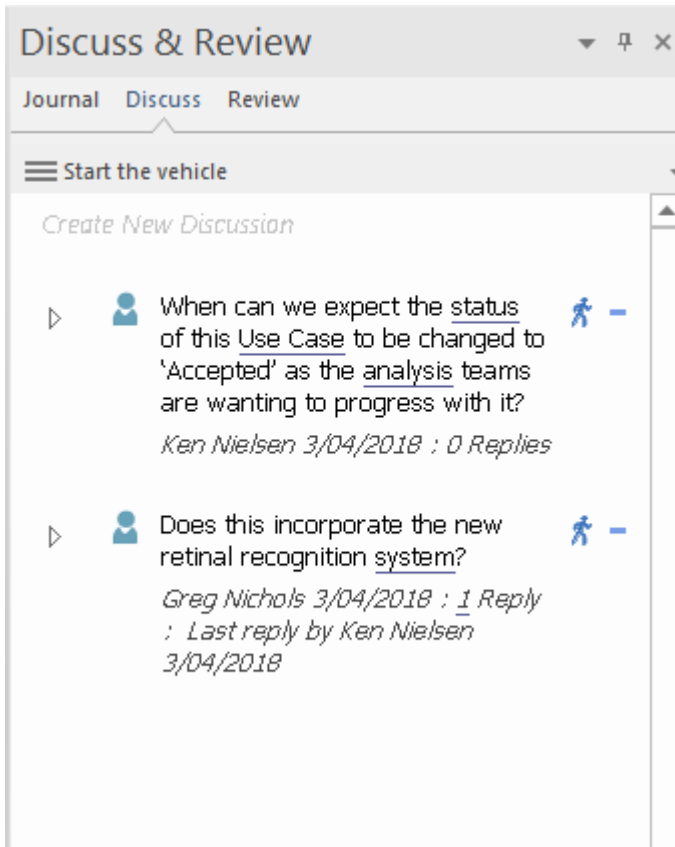 Discuss & Review
Journal Discuss Review
Start the vehicle
Create New Discussion
When can we expect the status
of this Use Case to be changed to
'Accepted' as the analysis teams
are wanting to progress with it?
Ken Nielsen 3/04/2018 : 0 Replies
Does this incorporate the new
retinal recognition system?
Greg Nichols 3/04/2018 : 1 Reply
: Last reply by Ken Nielsen
3/04/2018